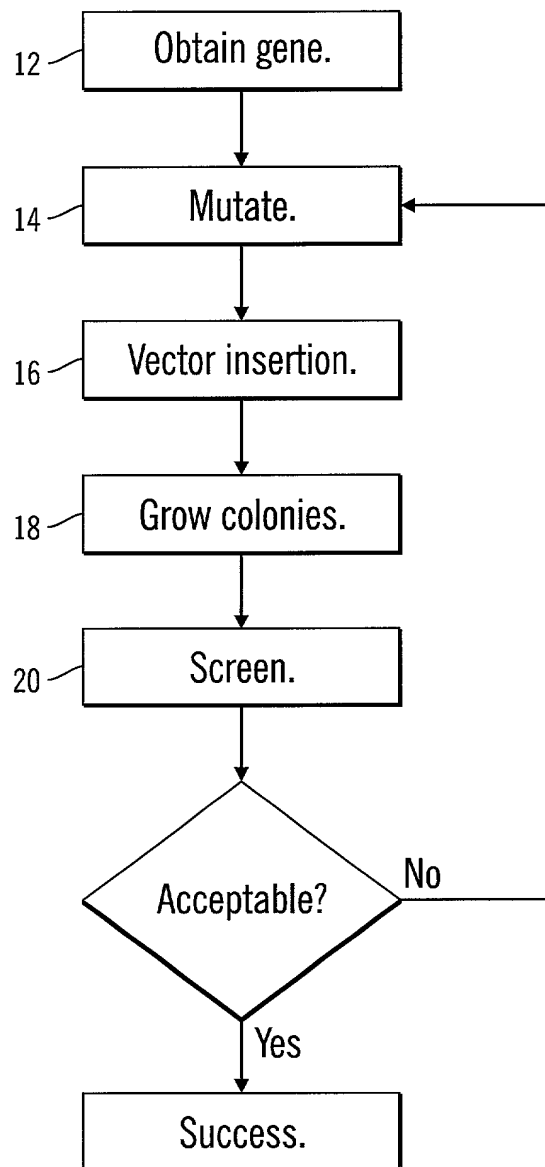 12 Obtain gene.
14 Mutate.
16 Vector insertion.
18 Grow colonies.
20 Screen.
Acceptable?
No
Yes
Success.